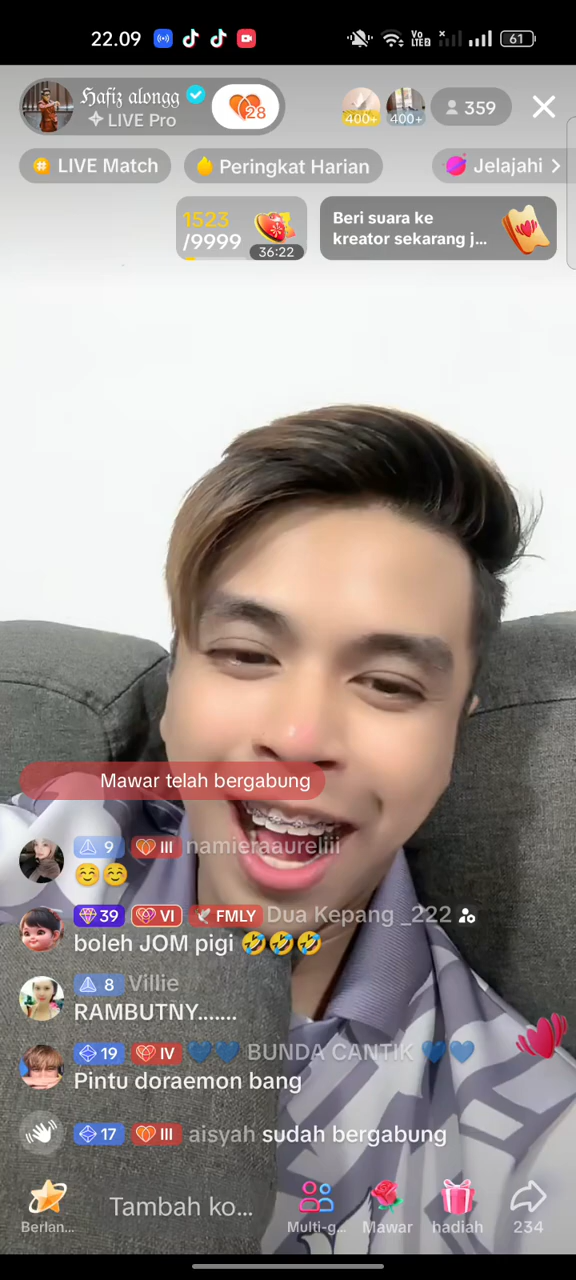 22.09
Vo
LTE2
61
Hafiz alongg
LIVE Pro
28
400+
400+
359
LIVE Match
Peringkat Harian
Jelajahi >
1523
/9999
36:22
Beri suara ke
kreator sekarang j...
Mawar telah bergabung
9 III namieraaureliii
☺️☺️
39 VI FMLY Dua Kepang _222
boleh JOM pigi 🤣🤣🤣
8 Villie
RAMBUTNY.......
19 IV 💙💙 BUNDA CANTIK 💙💙
Pintu doraemon bang
17 III aisyah sudah bergabung
Tambah ko...
Berlan...
Multi-g...
Mawar
hadiah
234